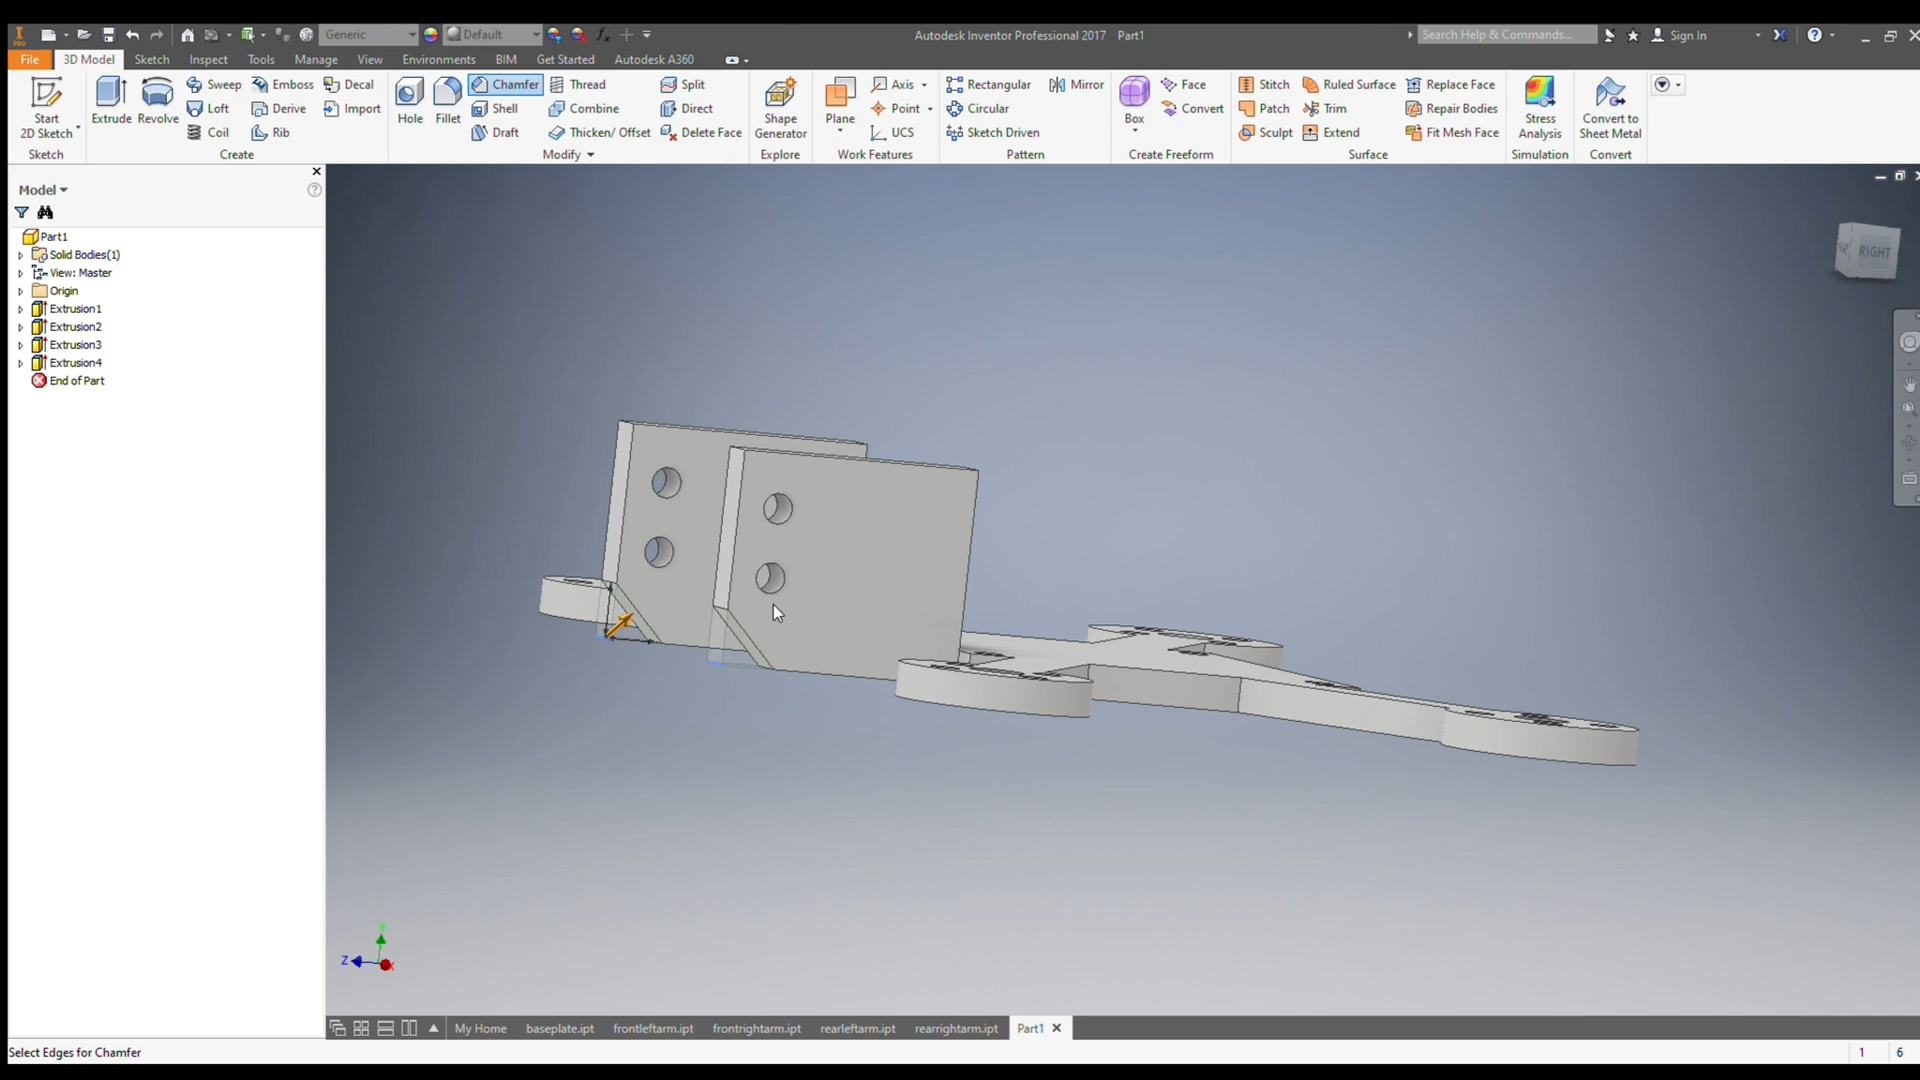 Generic
Default
Autodesk Inventor Professional 2017 Part1
Search Help & Commands...
Sign In
PRO
File 3D Model Sketch Inspect Tools Manage View Environments BIM Get Started Autodesk A360
Start 2D Sketch
Sketch
Extrude
Revolve
Sweep
Loft
Coil
Emboss
Derive
Rib
Decal
Import
Create
Hole
Fillet
Chamfer
Shell
Draft
Thread
Combine
Thicken/ Offset
Split
Direct
Delete Face
Modify
Shape Generator
Explore
Plane
Axis
Point
UCS
Work Features
Rectangular
Circular
Sketch Driven
Mirror
Pattern
Box
Face
Convert
Create Freeform
Stitch
Patch
Sculpt
Ruled Surface
Trim
Extend
Replace Face
Repair Bodies
Fit Mesh Face
Surface
Stress Analysis
Simulation
Convert to Sheet Metal
Convert
Model
Part1
Solid Bodies(1)
View: Master
Origin
Extrusion1
Extrusion2
Extrusion3
Extrusion4
End of Part
RIGHT
Y
Z
X
My Home baseplate.ipt frontleftarm.ipt frontrightarm.ipt rearleftarm.ipt rearrightarm.ipt Part1
Select Edges for Chamfer
1 6